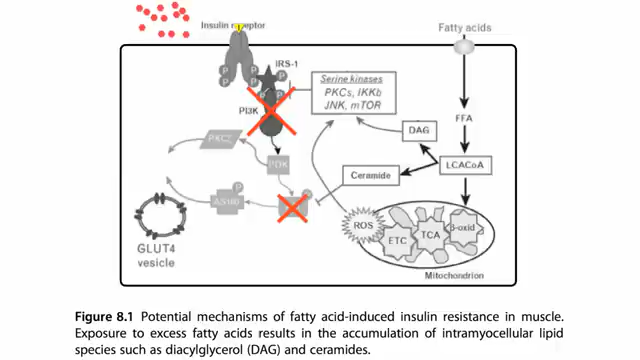 Insulin receptor
Fatty acids
IRS-1
P
P
P
P
P
P
PI3K
Serine kinases
PKCs, IKKb
JNK, mTOR
FFA
DAG
PKCζ
PDK
LCACoA
Ceramide
P
AS160
ROS
β-oxid
TCA
ETC
GLUT4
vesicle
Mitochondrion
Figure 8.1 Potential mechanisms of fatty acid-induced insulin resistance in muscle.
Exposure to excess fatty acids results in the accumulation of intramyocellular lipid
species such as diacylglycerol (DAG) and ceramides.